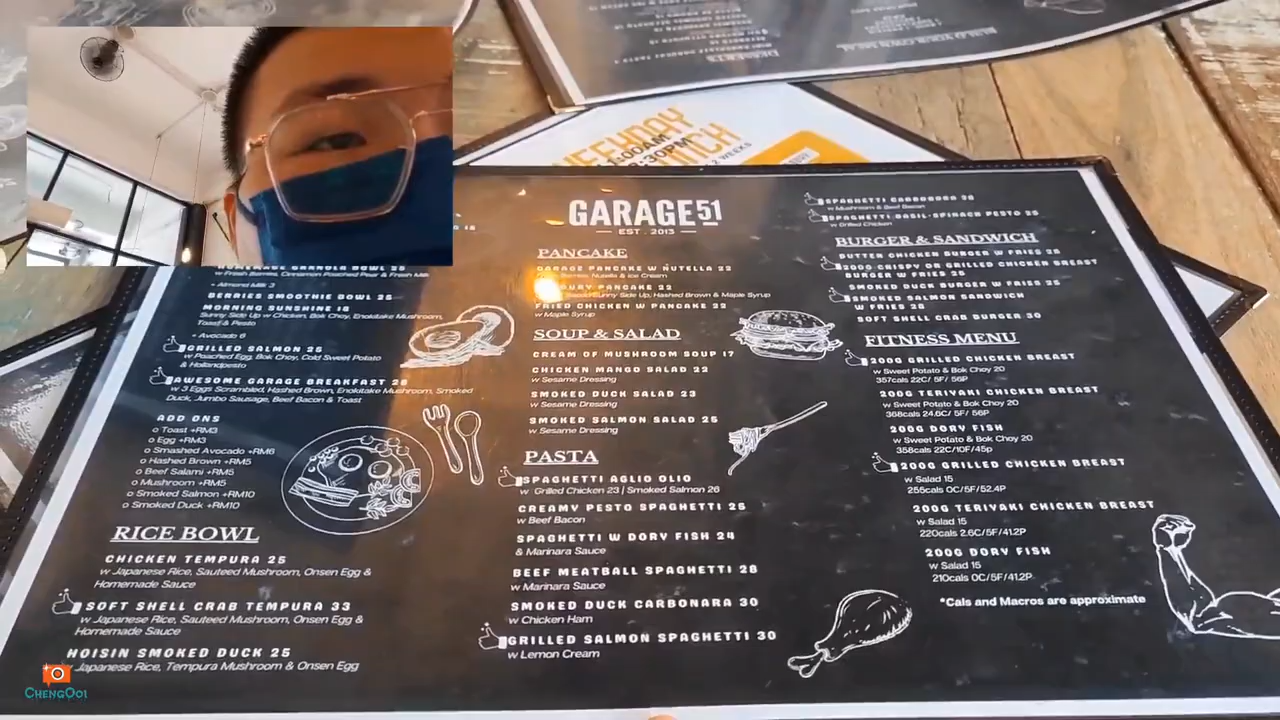 WEEKDAY
11:00AM
3:30PM
2 WEEKS
GARAGE51
EST . 2013
HOMEMADE GRANOLA BOWL 25
w Fresh Berries, Cinnamon Poached Pear & Fresh Milk
+ Almond Milk 3
BERRIES SMOOTHIE BOWL 25
MORNING SUNSHINE 18
Sunny Side Up w Chicken, Bok Choy, Enokitake Mushroom,
Toast & Pesto
+ Avocado 6
GRILLED SALMON 25
w Poached Egg, Bok Choy, Cold Sweet Potato
& Hollandpesto
AWESOME GARAGE BREAKFAST 28
w 3 Eggs Scrambled, Hashed Brown, Enokitake Mushroom, Smoked
Duck, Jumbo Sausage, Beef Bacon & Toast
ADD ONS
o Toast +RM3
o Egg +RM3
o Smashed Avocado +RM6
o Hashed Brown +RM5
o Beef Salami +RM5
o Mushroom +RM5
o Smoked Salmon +RM10
o Smoked Duck +RM10
RICE BOWL
CHICKEN TEMPURA 25
w Japanese Rice, Sauteed Mushroom, Onsen Egg &
Homemade Sauce
SOFT SHELL CRAB TEMPURA 33
w Japanese Rice, Sauteed Mushroom, Onsen Egg &
Homemade Sauce
HOISIN SMOKED DUCK 25
Japanese Rice, Tempura Mushroom & Onsen Egg
PANCAKE
GARAGE PANCAKE W NUTELLA 22
Berries, Nutella & Ice Cream
PANCAKE 22
Sunny Side Up, Hashed Brown & Maple Syrup
FRIED CHICKEN W PANCAKE 22
w Maple Syrup
SOUP & SALAD
CREAM OF MUSHROOM SOUP 17
CHICKEN MANGO SALAD 22
w Sesame Dressing
SMOKED DUCK SALAD 23
w Sesame Dressing
SMOKED SALMON SALAD 25
w Sesame Dressing
PASTA
SPAGHETTI AGLIO OLIO
w Grilled Chicken 23 | Smoked Salmon 26
CREAMY PESTO SPAGHETTI 25
w Beef Bacon
SPAGHETTI W DORY FISH 24
& Marinara Sauce
BEEF MEATBALL SPAGHETTI 28
w Marinara Sauce
SMOKED DUCK CARBONARA 30
w Chicken Ham
GRILLED SALMON SPAGHETTI 30
w Lemon Cream
SPAGHETTI CARBONARA 28
w Mushroom & Beef Bacon
SPAGHETTI BASIL-SPINACH PESTO 25
w Grilled Chicken
BURGER & SANDWICH
BUTTER CHICKEN BURGER W FRIES 25
200G CRISPY OR GRILLED CHICKEN BREAST
BURGER W FRIES 25
SMOKED DUCK BURGER W FRIES 25
SMOKED SALMON SANDWICH
W FRIES 28
SOFT SHELL CRAB BURGER 30
FITNESS MENU
200G GRILLED CHICKEN BREAST
w Sweet Potato & Bok Choy 20
357cals 22C/ 5F/ 56P
200G TERIYAKI CHICKEN BREAST
w Sweet Potato & Bok Choy 20
368cals 24.6C/ 5F/ 56P
200G DORY FISH
w Sweet Potato & Bok Choy 20
358cals 22C/10F/45p
200G GRILLED CHICKEN BREAST
w Salad 15
255cals 0C/5F/52.4P
200G TERIYAKI CHICKEN BREAST
w Salad 15
220cals 2.6C/5F/41.2P
200G DORY FISH
w Salad 15
210cals 0C/5F/41.2P
*Cals and Macros are approximate
ChengOoi